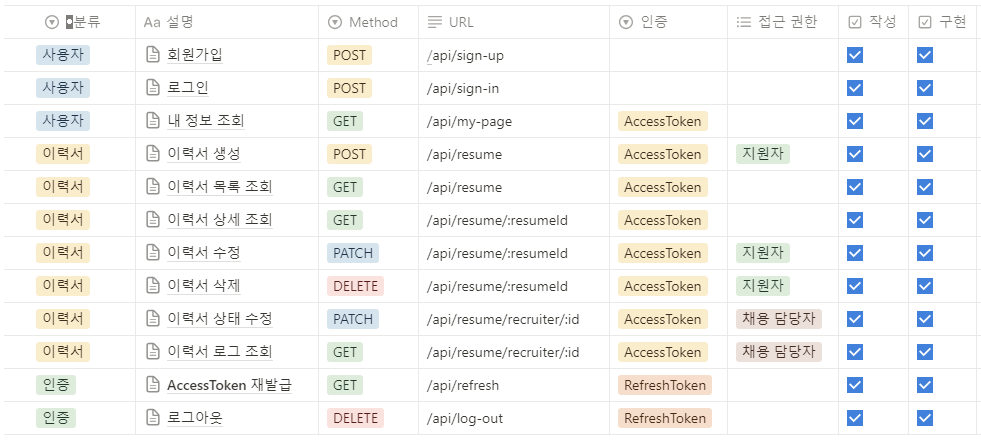 분류 Aa 설명 Method URL 인증 접근 권한 작성 구현
사용자 회원가입 POST /api/sign-up
사용자 로그인 POST /api/sign-in
사용자 내 정보 조회 GET /api/my-page AccessToken
이력서 이력서 생성 POST /api/resume AccessToken 지원자
이력서 이력서 목록 조회 GET /api/resume AccessToken
이력서 이력서 상세 조회 GET /api/resume/:resumeId AccessToken
이력서 이력서 수정 PATCH /api/resume/:resumeId AccessToken 지원자
이력서 이력서 삭제 DELETE /api/resume/:resumeId AccessToken 지원자
이력서 이력서 상태 수정 PATCH /api/resume/recruiter/:id AccessToken 채용 담당자
이력서 이력서 로그 조회 GET /api/resume/recruiter/:id AccessToken 채용 담당자
인증 AccessToken 재발급 GET /api/refresh RefreshToken
인증 로그아웃 DELETE /api/log-out RefreshToken